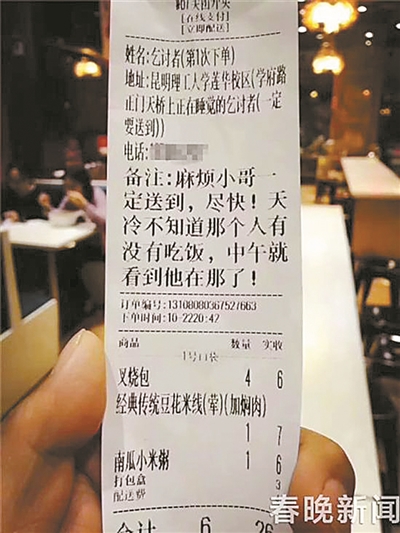 [在线支付]
[立即配送]
姓名:乞讨者(第1次下单)
地址:昆明理工大学莲华校区(学府路
正门天桥上正在睡觉的乞讨者(一定
要送到))
电话:
备注:麻烦小哥一
定送到,尽快!天
冷不知道那个人有
没有吃饭,中午就
看到他在那了!
订单编号:1310808036752?663
下单时间:10-2220:42
商品 数量 实收
1号口袋
叉烧包 4 6
经典传统豆花米线(荤)(加焖肉)
1 7
南瓜小米粥 1 6
打包盒 3
配送费
合计 6 26
春晚新闻